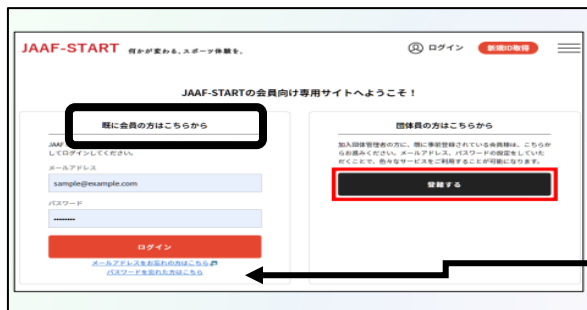 JAAF-START 何かが変わる、スポーツ体験を。
ログイン 新規ID取得
JAAF-STARTの会員向け専用サイトへようこそ！
既に会員の方はこちらから
JAAF
してログインしてください。
メールアドレス
sample@example.com
パスワード
••••••••
ログイン
メールアドレスをお忘れの方はこちら
パスワードを忘れた方はこちら
団体員の方はこちらから
加入団体管理者の方に、既に事前登録されている会員様は、こちらか
らお進みください。メールアドレス、パスワードの設定をしていた
だくことで、色々なサービスをご利用することが可能になります。
登録する